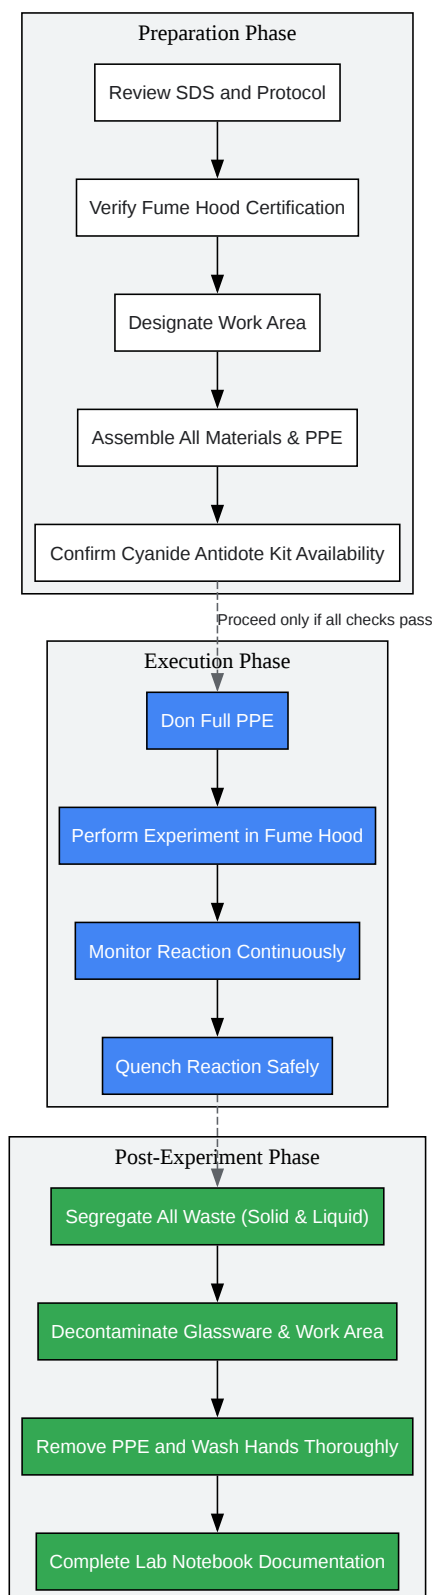 Preparation Phase
Review SDS and Protocol
Verify Fume Hood Certification
Designate Work Area
Assemble All Materials & PPE
Confirm Cyanide Antidote Kit Availability
Proceed only if all checks pass
Execution Phase
Don Full PPE
Perform Experiment in Fume Hood
Monitor Reaction Continuously
Quench Reaction Safely
Post-Experiment Phase
Segregate All Waste (Solid & Liquid)
Decontaminate Glassware & Work Area
Remove PPE and Wash Hands Thoroughly
Complete Lab Notebook Documentation